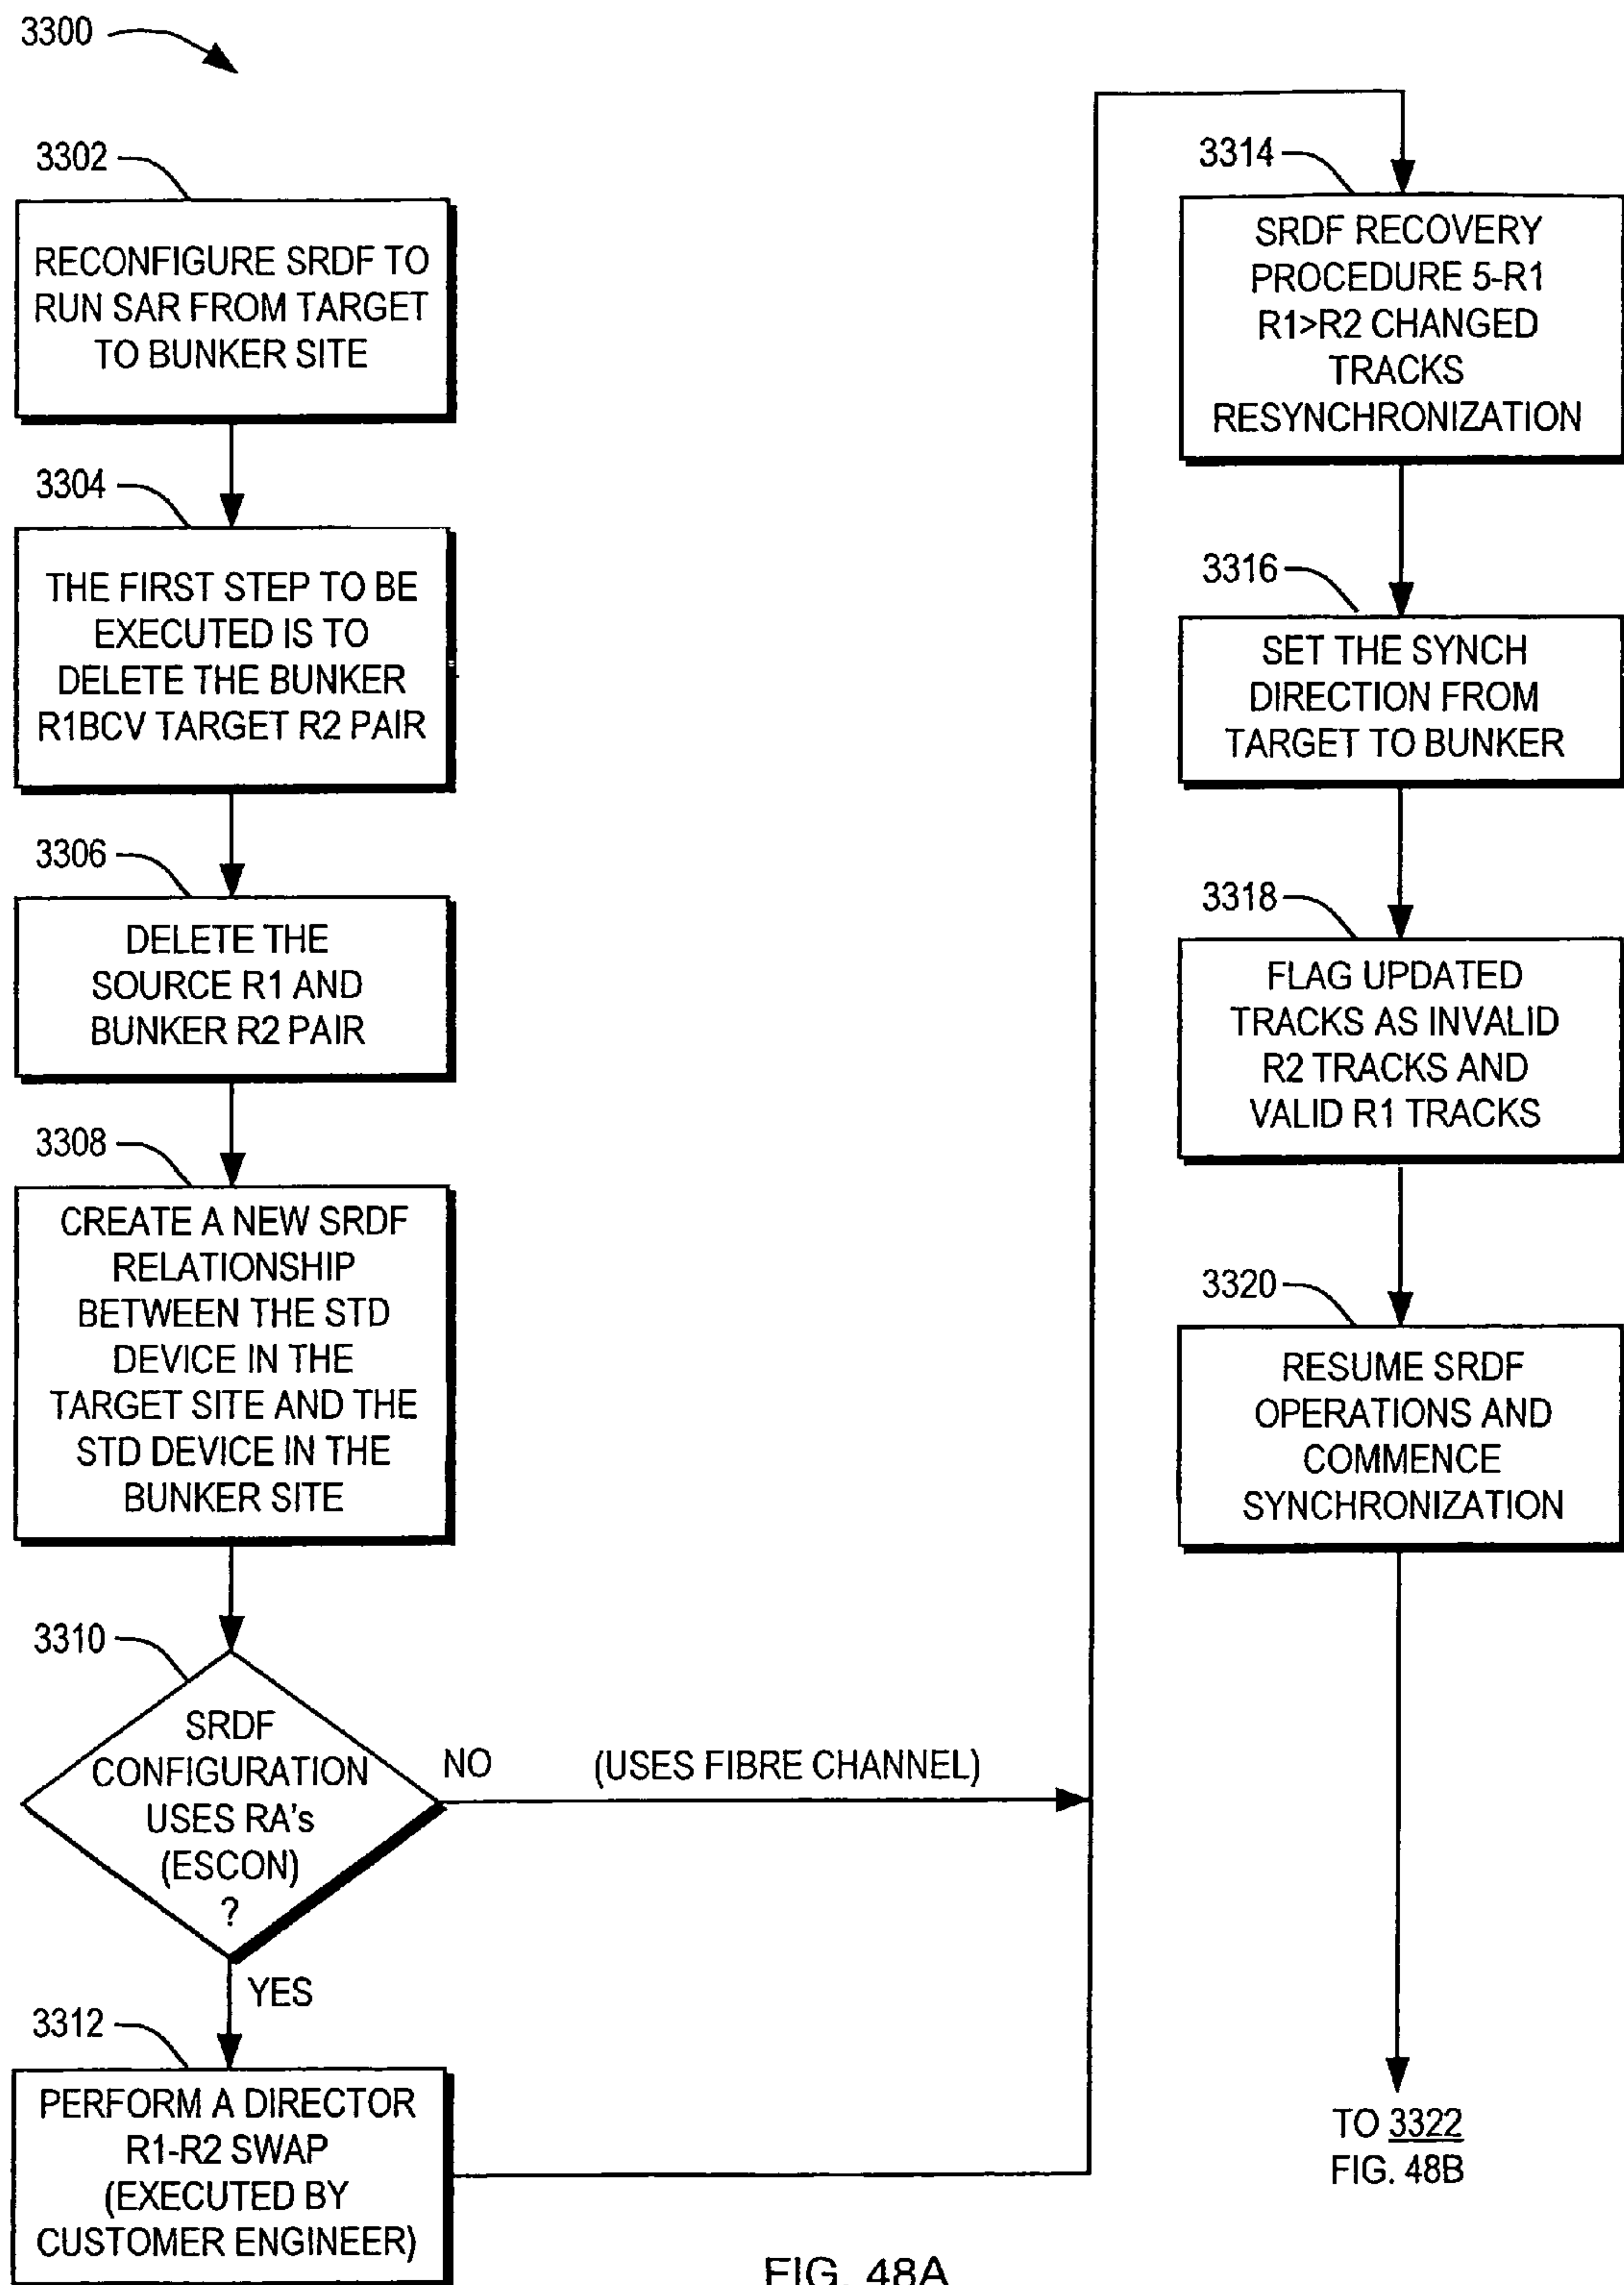 3300
3302
RECONFIGURE SRDF TO
RUN SAR FROM TARGET
TO BUNKER SITE
3304
THE FIRST STEP TO BE
EXECUTED IS TO
DELETE THE BUNKER
R1BCV TARGET R2 PAIR
3306
DELETE THE
SOURCE R1 AND
BUNKER R2 PAIR
3308
CREATE A NEW SRDF
RELATIONSHIP
BETWEEN THE STD
DEVICE IN THE
TARGET SITE AND THE
STD DEVICE IN THE
BUNKER SITE
3310
SRDF
CONFIGURATION
USES RA's
(ESCON)
?
NO (USES FIBRE CHANNEL)
YES
3312
PERFORM A DIRECTOR
R1-R2 SWAP
(EXECUTED BY
CUSTOMER ENGINEER)
3314
SRDF RECOVERY
PROCEDURE 5-R1
R1>R2 CHANGED
TRACKS
RESYNCHRONIZATION
3316
SET THE SYNCH
DIRECTION FROM
TARGET TO BUNKER
3318
FLAG UPDATED
TRACKS AS INVALID
R2 TRACKS AND
VALID R1 TRACKS
3320
RESUME SRDF
OPERATIONS AND
COMMENCE
SYNCHRONIZATION
TO 3322
FIG. 48B
FIG. 48A